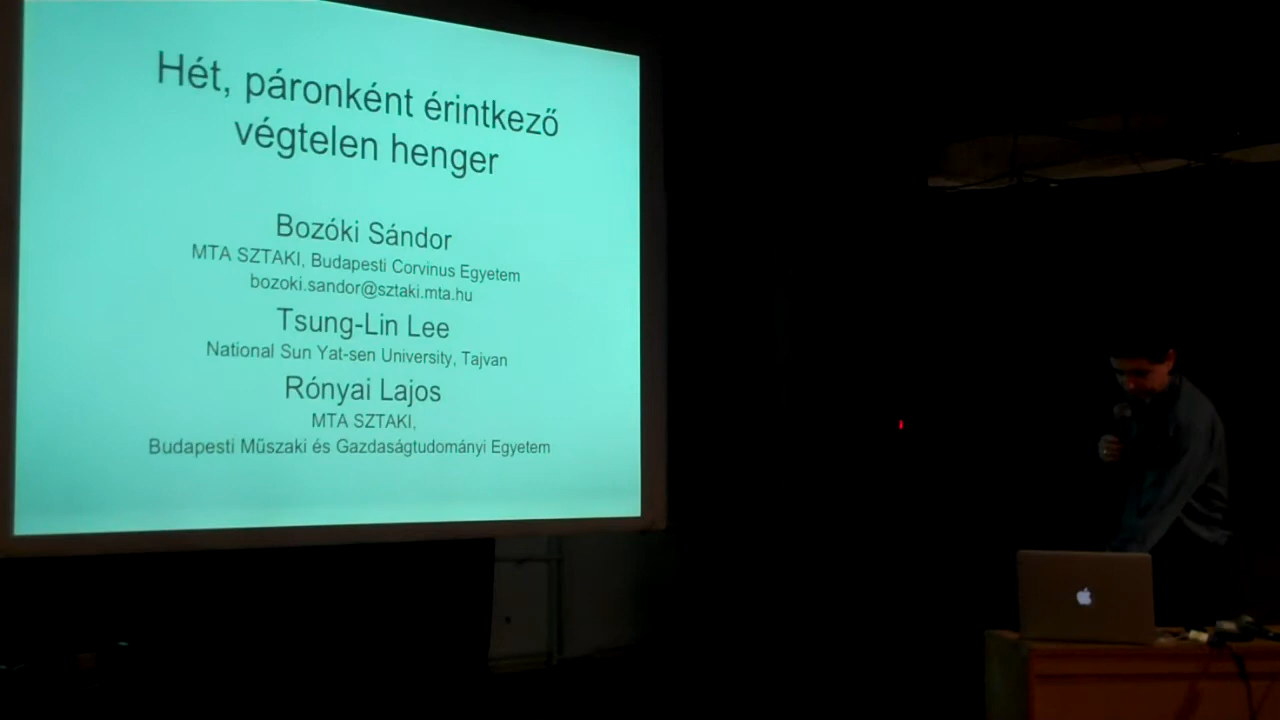 Hét, páronként érintkező
végtelen henger
Bozóki Sándor
MTA SZTAKI, Budapesti Corvinus Egyetem
bozoki.sandor@sztaki.mta.hu
Tsung-Lin Lee
National Sun Yat-sen University, Tajvan
Rónyai Lajos
MTA SZTAKI,
Budapesti Műszaki és Gazdaságtudományi Egyetem